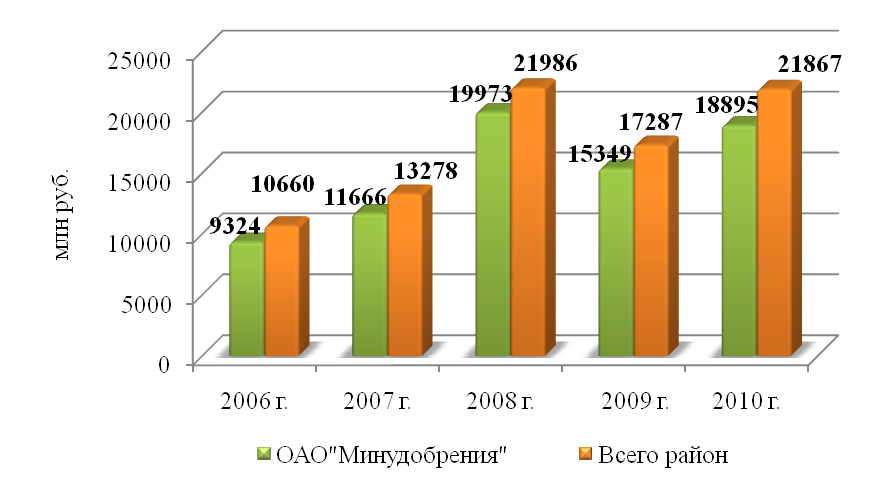 млн руб.
25000
20000
15000
10000
5000
0
9324
10660
11666
13278
19973
21986
15349
17287
18895
21867
2006 г.
2007 г.
2008 г.
2009 г.
2010 г.
ОАО"Минудобрения"
Всего район